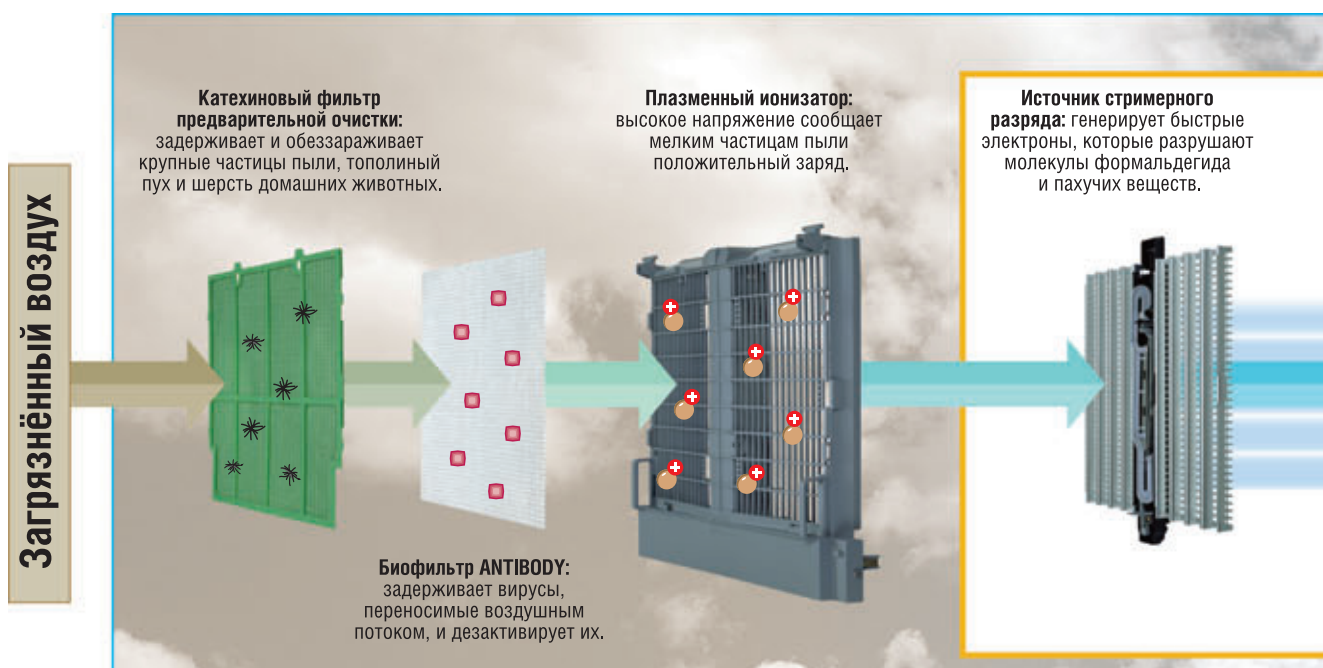 Загрязнённый воздух
Катехиновый фильтр
предварительной очистки:
задерживает и обеззараживает
крупные частицы пыли, тополиный
пух и шерсть домашних животных.
Биофильтр ANTIBODY:
задерживает вирусы,
переносимые воздушным
потоком, и дезактивирует их.
Плазменный ионизатор:
высокое напряжение сообщает
мелким частицам пыли
положительный заряд.
Источник стримерного
разряда: генерирует быстрые
электроны, которые разрушают
молекулы формальдегида
и пахучих веществ.